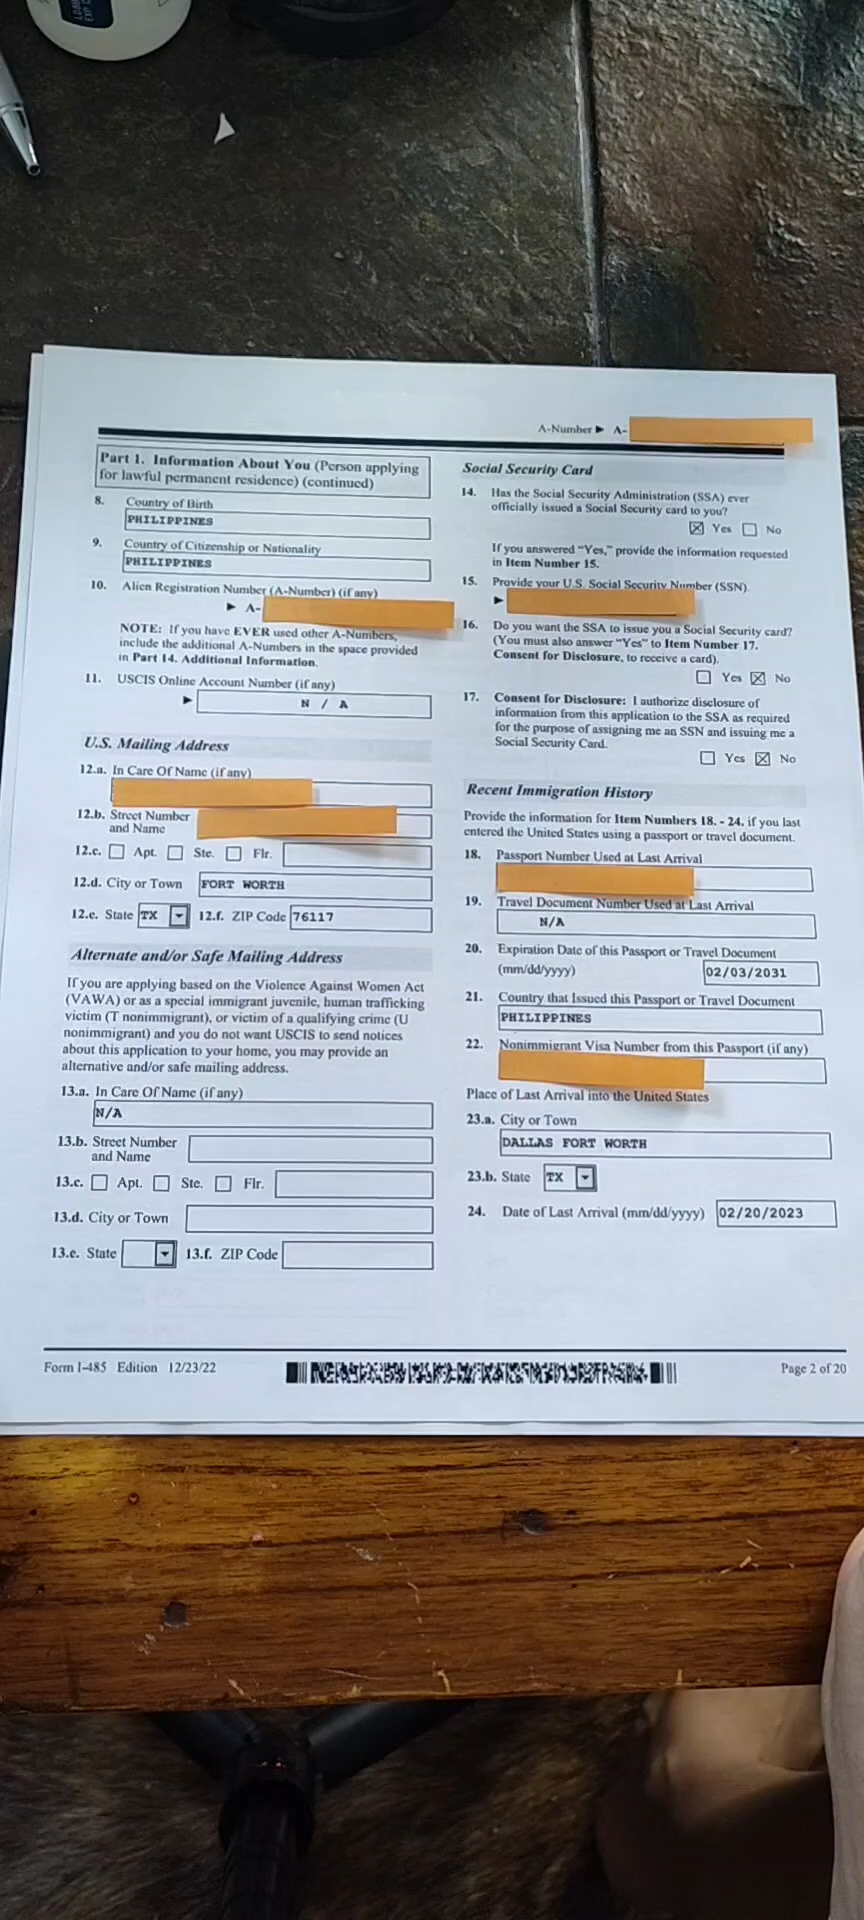 A-Number ► A-
Part 1. Information About You (Person applying
for lawful permanent residence) (continued)
8. Country of Birth
PHILIPPINES
9. Country of Citizenship or Nationality
PHILIPPINES
10. Alien Registration Number (A-Number) (if any)
► A-
NOTE: If you have EVER used other A-Numbers,
include the additional A-Numbers in the space provided
in Part 14. Additional Information.
11. USCIS Online Account Number (if any)
► N / A
U.S. Mailing Address
12.a. In Care Of Name (if any)
12.b. Street Number
and Name
12.c. Apt. Ste. Flr.
12.d. City or Town FORT WORTH
12.e. State TX 12.f. ZIP Code 76117
Alternate and/or Safe Mailing Address
If you are applying based on the Violence Against Women Act
(VAWA) or as a special immigrant juvenile, human trafficking
victim (T nonimmigrant), or victim of a qualifying crime (U
nonimmigrant) and you do not want USCIS to send notices
about this application to your home, you may provide an
alternative and/or safe mailing address.
13.a. In Care Of Name (if any)
N/A
13.b. Street Number
and Name
13.c. Apt. Ste. Flr.
13.d. City or Town
13.e. State 13.f. ZIP Code
Social Security Card
14. Has the Social Security Administration (SSA) ever
officially issued a Social Security card to you?
Yes No
If you answered "Yes," provide the information requested
in Item Number 15.
15. Provide your U.S. Social Security Number (SSN).
►
16. Do you want the SSA to issue you a Social Security card?
(You must also answer "Yes" to Item Number 17.
Consent for Disclosure, to receive a card).
Yes No
17. Consent for Disclosure: I authorize disclosure of
information from this application to the SSA as required
for the purpose of assigning me an SSN and issuing me a
Social Security Card.
Yes No
Recent Immigration History
Provide the information for Item Numbers 18. - 24. if you last
entered the United States using a passport or travel document.
18. Passport Number Used at Last Arrival
19. Travel Document Number Used at Last Arrival
N/A
20. Expiration Date of this Passport or Travel Document
(mm/dd/yyyy) 02/03/2031
21. Country that Issued this Passport or Travel Document
PHILIPPINES
22. Nonimmigrant Visa Number from this Passport (if any)
Place of Last Arrival into the United States
23.a. City or Town
DALLAS FORT WORTH
23.b. State TX
24. Date of Last Arrival (mm/dd/yyyy) 02/20/2023
Form I-485 Edition 12/23/22
Page 2 of 20